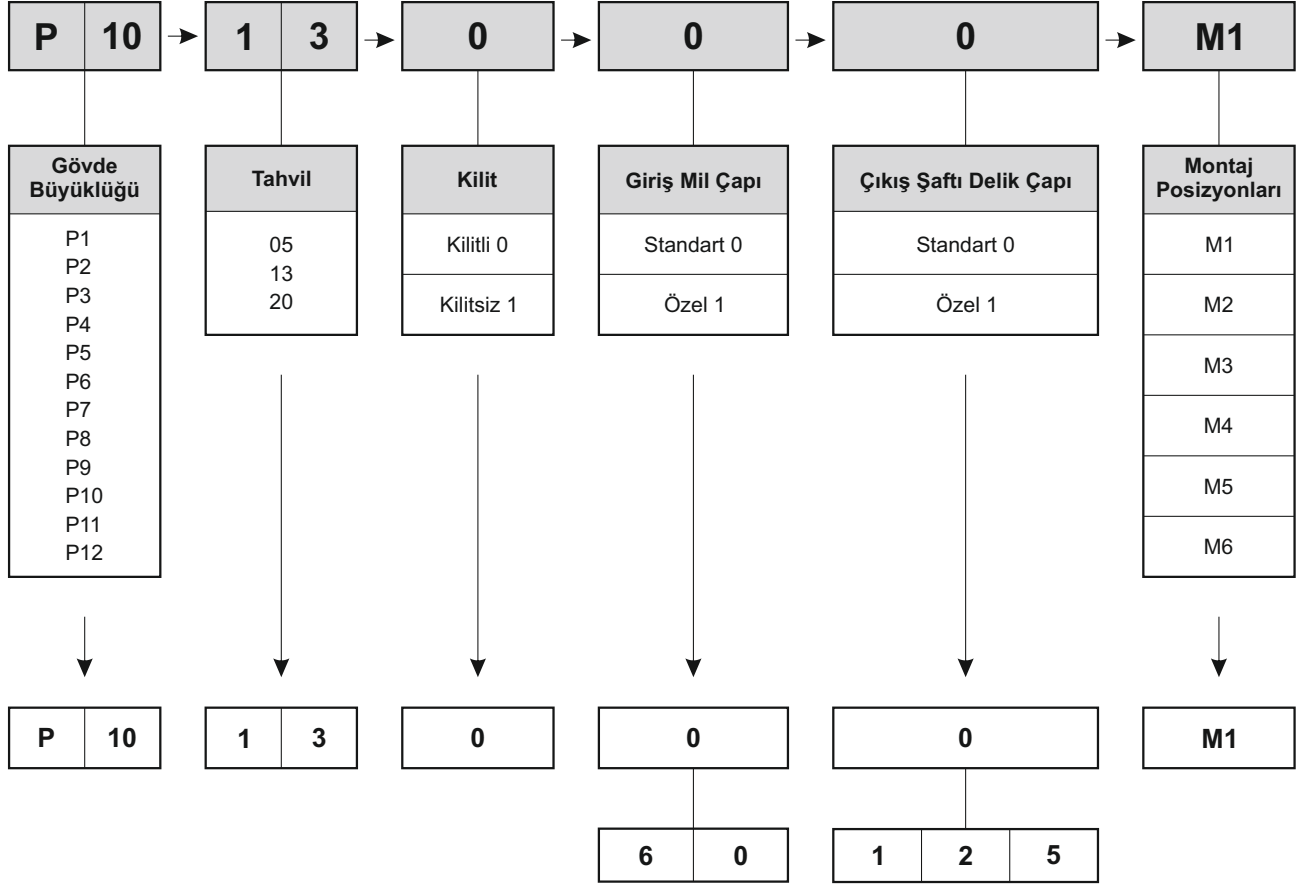 P 10 1 3 0 0 0 M1
Gövde
Büyüklüğü
P1
P2
P3
P4
P5
P6
P7
P8
P9
P10
P11
P12
Tahvil
05
13
20
Kilit
Kilitli 0
Kilitsiz 1
Giriş Mil Çapı
Standart 0
Özel 1
Çıkış Şaftı Delik Çapı
Standart 0
Özel 1
Montaj
Posizyonları
M1
M2
M3
M4
M5
M6
P 10 1 3 0 0 0 M1
6 0 1 2 5